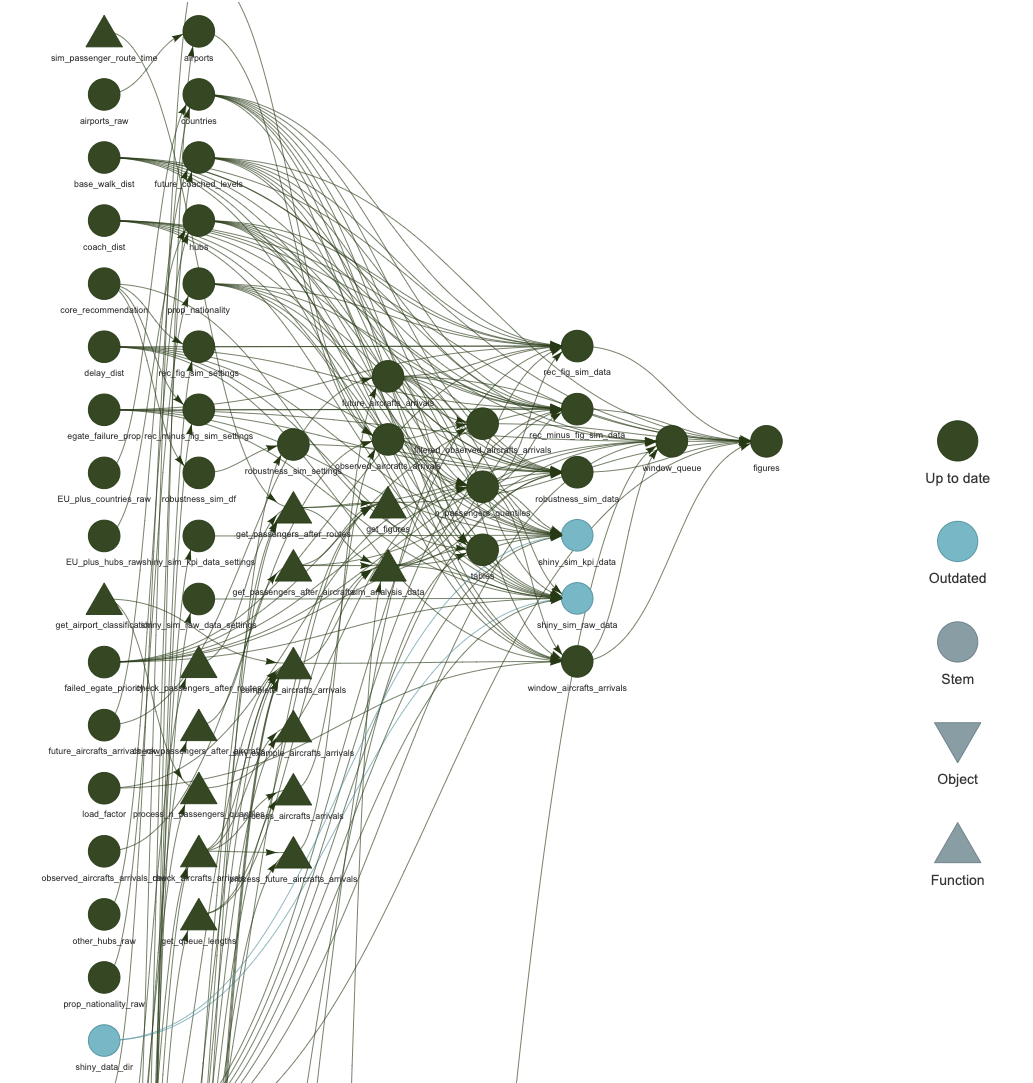 sim_passenger_route_time
airports
airports_raw
countries
base_walk_dist
future_coached_levels
coach_dist
hubs
core_recommendation
prop_nationality
delay_dist
rec_fig_sim_settings
egate_failure_prop
rec_minus_fig_sim_settings
EU_plus_countries_raw
robustness_sim_df
EU_plus_hubs_raw
shiny_sim_kpi_data_settings
get_airport_classification
shiny_sim_raw_data_settings
failed_egate_priority
check_passengers_after_routes
future_aircrafts_arrivals_raw
check_passengers_after_aircrafts
load_factor
process_n_passengers_quantiles
observed_aircrafts_arrivals_raw
check_aircrafts_arrivals
other_hubs_raw
get_queue_lengths
prop_nationality_raw
shiny_data_dir
robustness_sim_settings
get_passengers_after_routes
get_passengers_after_aircrafts
complete_aircrafts_arrivals
process_aircrafts_arrivals
process_future_aircrafts_arrivals
future_aircrafts_arrivals
observed_aircrafts_arrivals
get_figures
sim_analysis_data
filtered_observed_aircrafts_arrivals
n_passengers_quantiles
tables
rec_fig_sim_data
rec_minus_fig_sim_data
robustness_sim_data
shiny_sim_kpi_data
shiny_sim_raw_data
window_aircrafts_arrivals
window_queue
figures
Up to date
Outdated
Stem
Object
Function